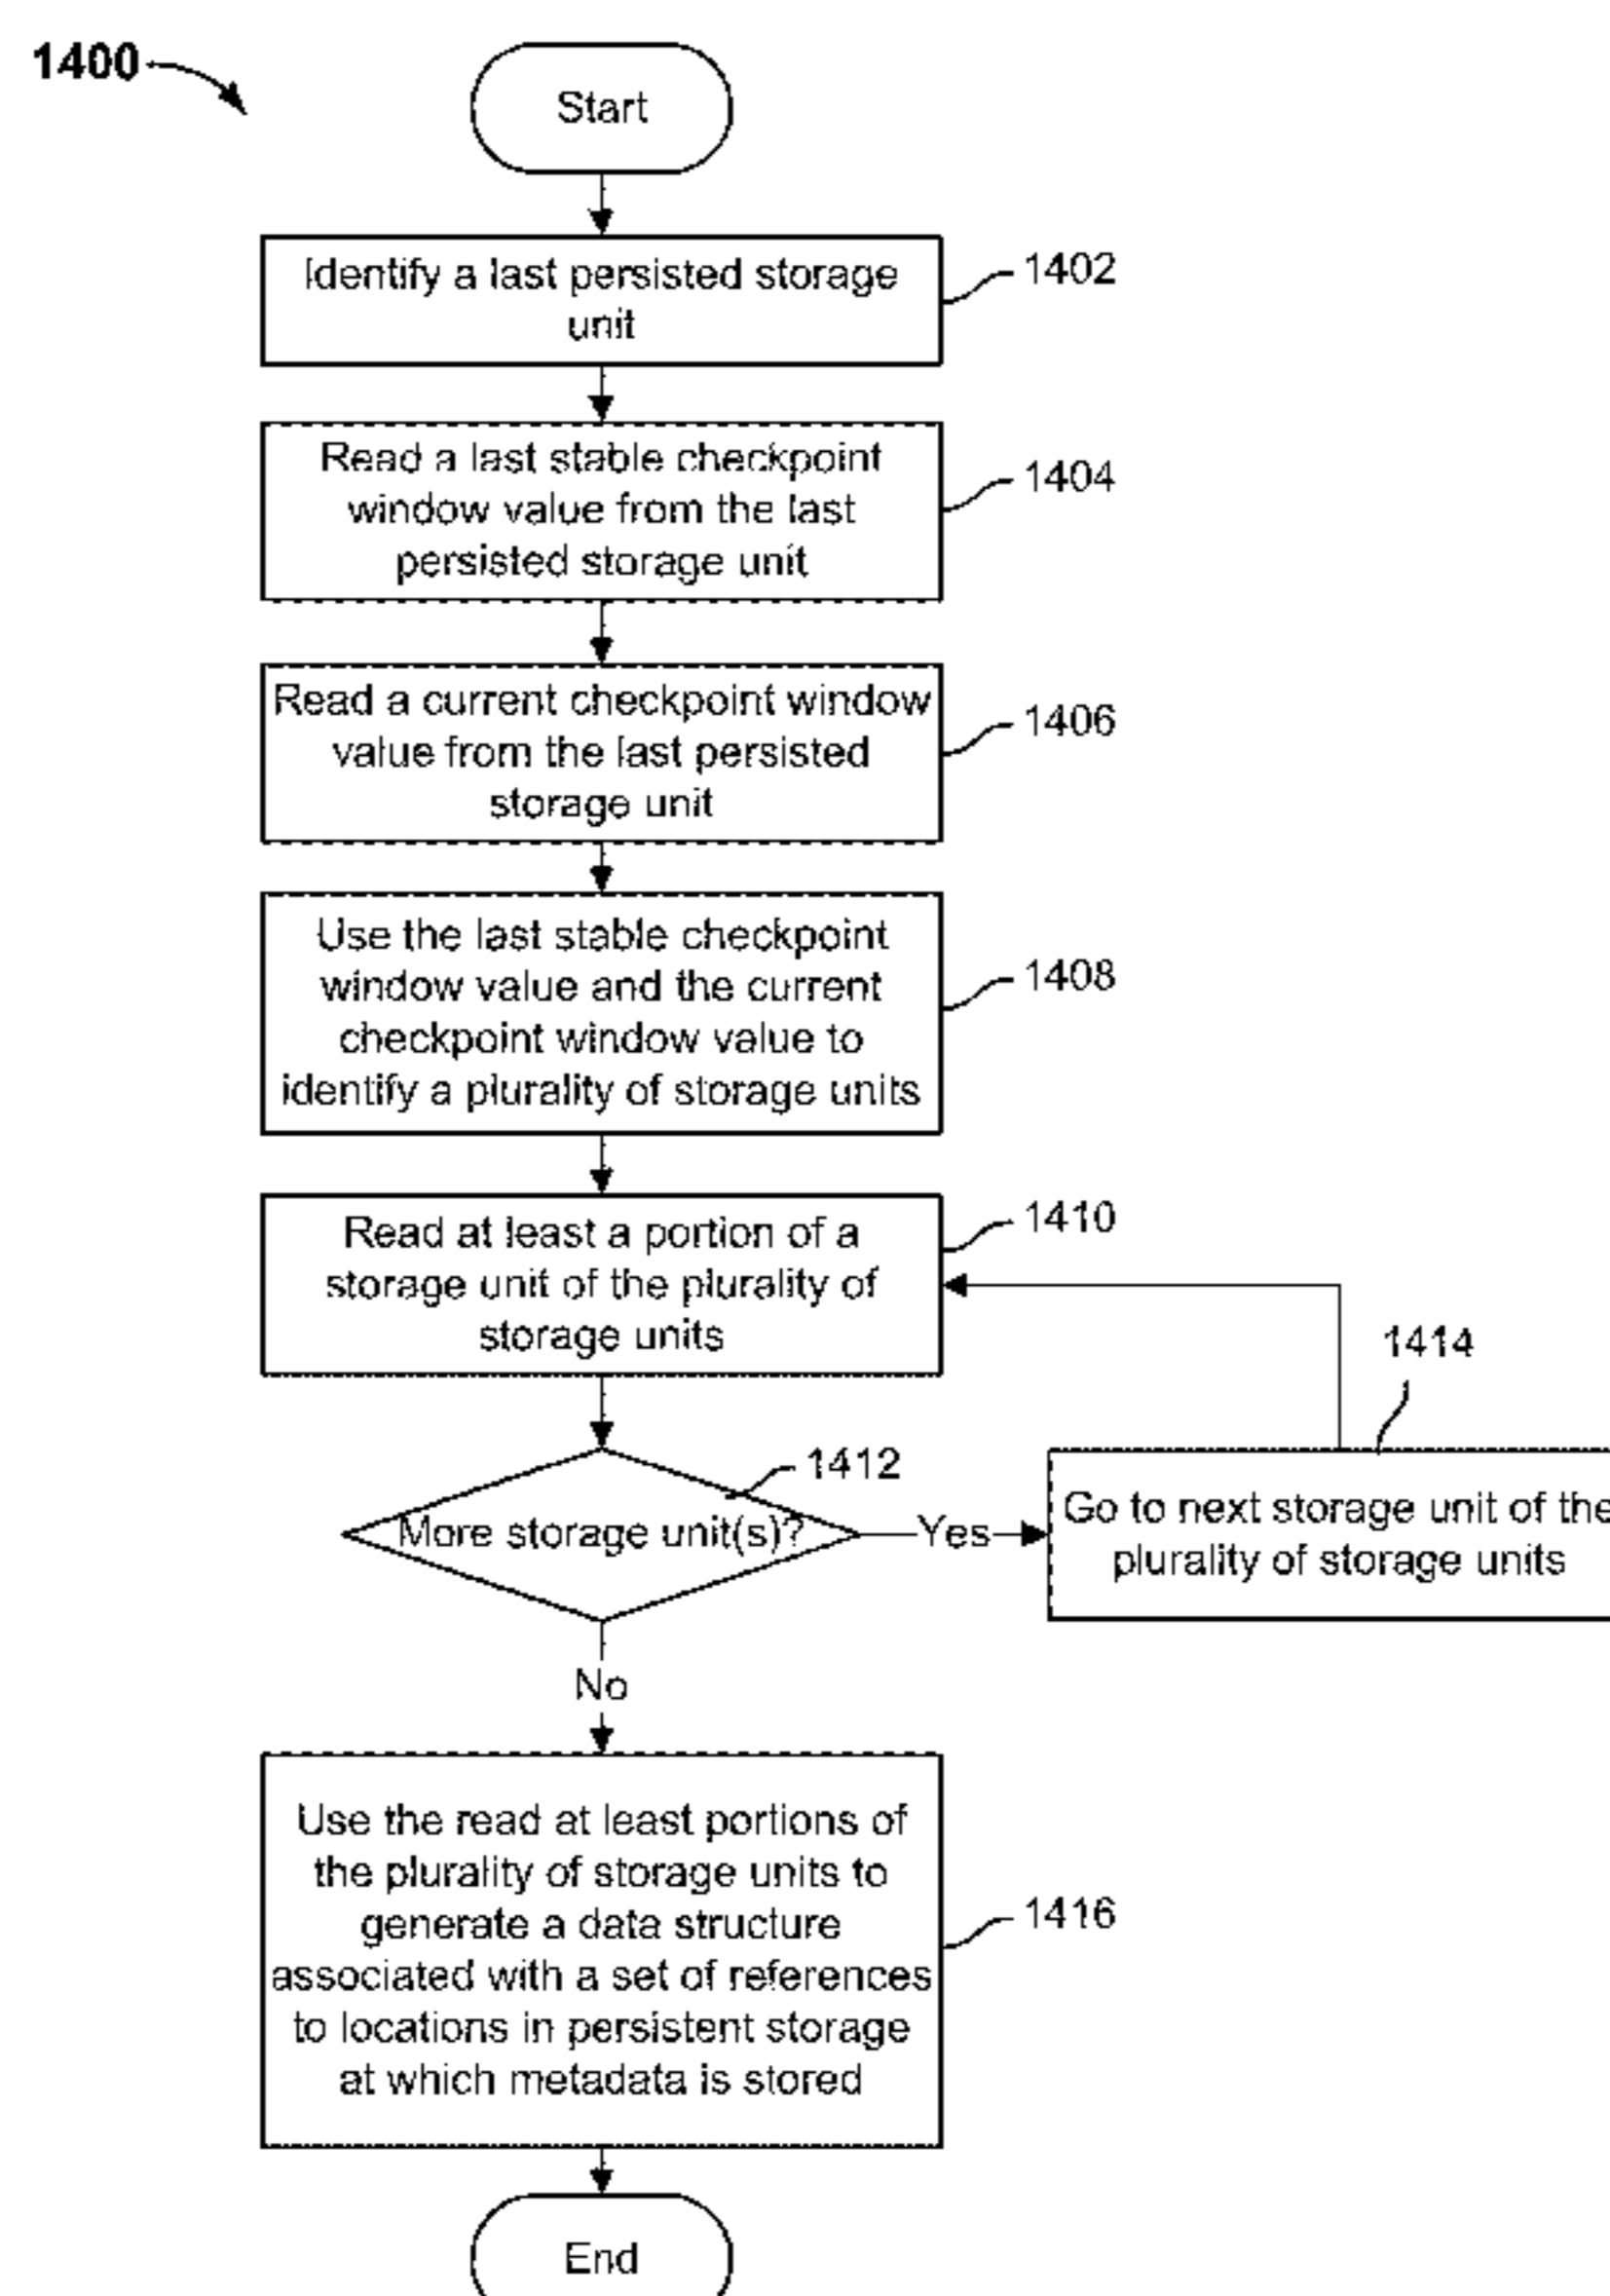 1400
Start
Identify a last persisted storage
unit
1402
Read a last stable checkpoint
window value from the last
persisted storage unit
1404
Read a current checkpoint window
value from the last persisted
storage unit
1406
Use the last stable checkpoint
window value and the current
checkpoint window value to
identify a plurality of storage units
1408
Read at least a portion of a
storage unit of the plurality of
storage units
1410
1412
More storage unit(s)?
Yes
1414
Go to next storage unit of the
plurality of storage units
No
Use the read at least portions of
the plurality of storage units to
generate a data structure
associated with a set of references
to locations in persistent storage
at which metadata is stored
1416
End